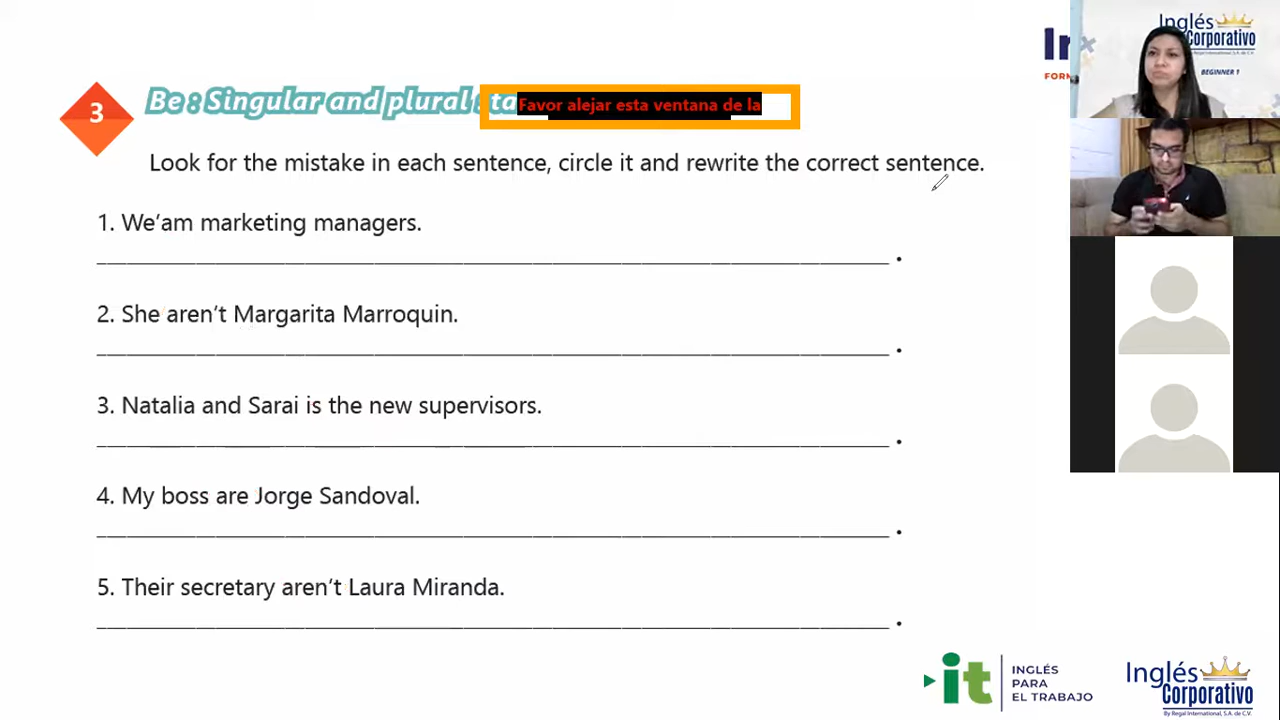 3
Be : Singular and plural sta
Favor alejar esta ventana de la
Look for the mistake in each sentence, circle it and rewrite the correct sentence.
1. We’am marketing managers.
2. She aren’t Margarita Marroquin.
3. Natalia and Sarai is the new supervisors.
4. My boss are Jorge Sandoval.
5. Their secretary aren’t Laura Miranda.
FORM
Inglés
Corporativo
BEGINNER 1
it
INGLÉS
PARA
EL TRABAJO
Inglés
Corporativo
By Regal International, S.A. de C.V.